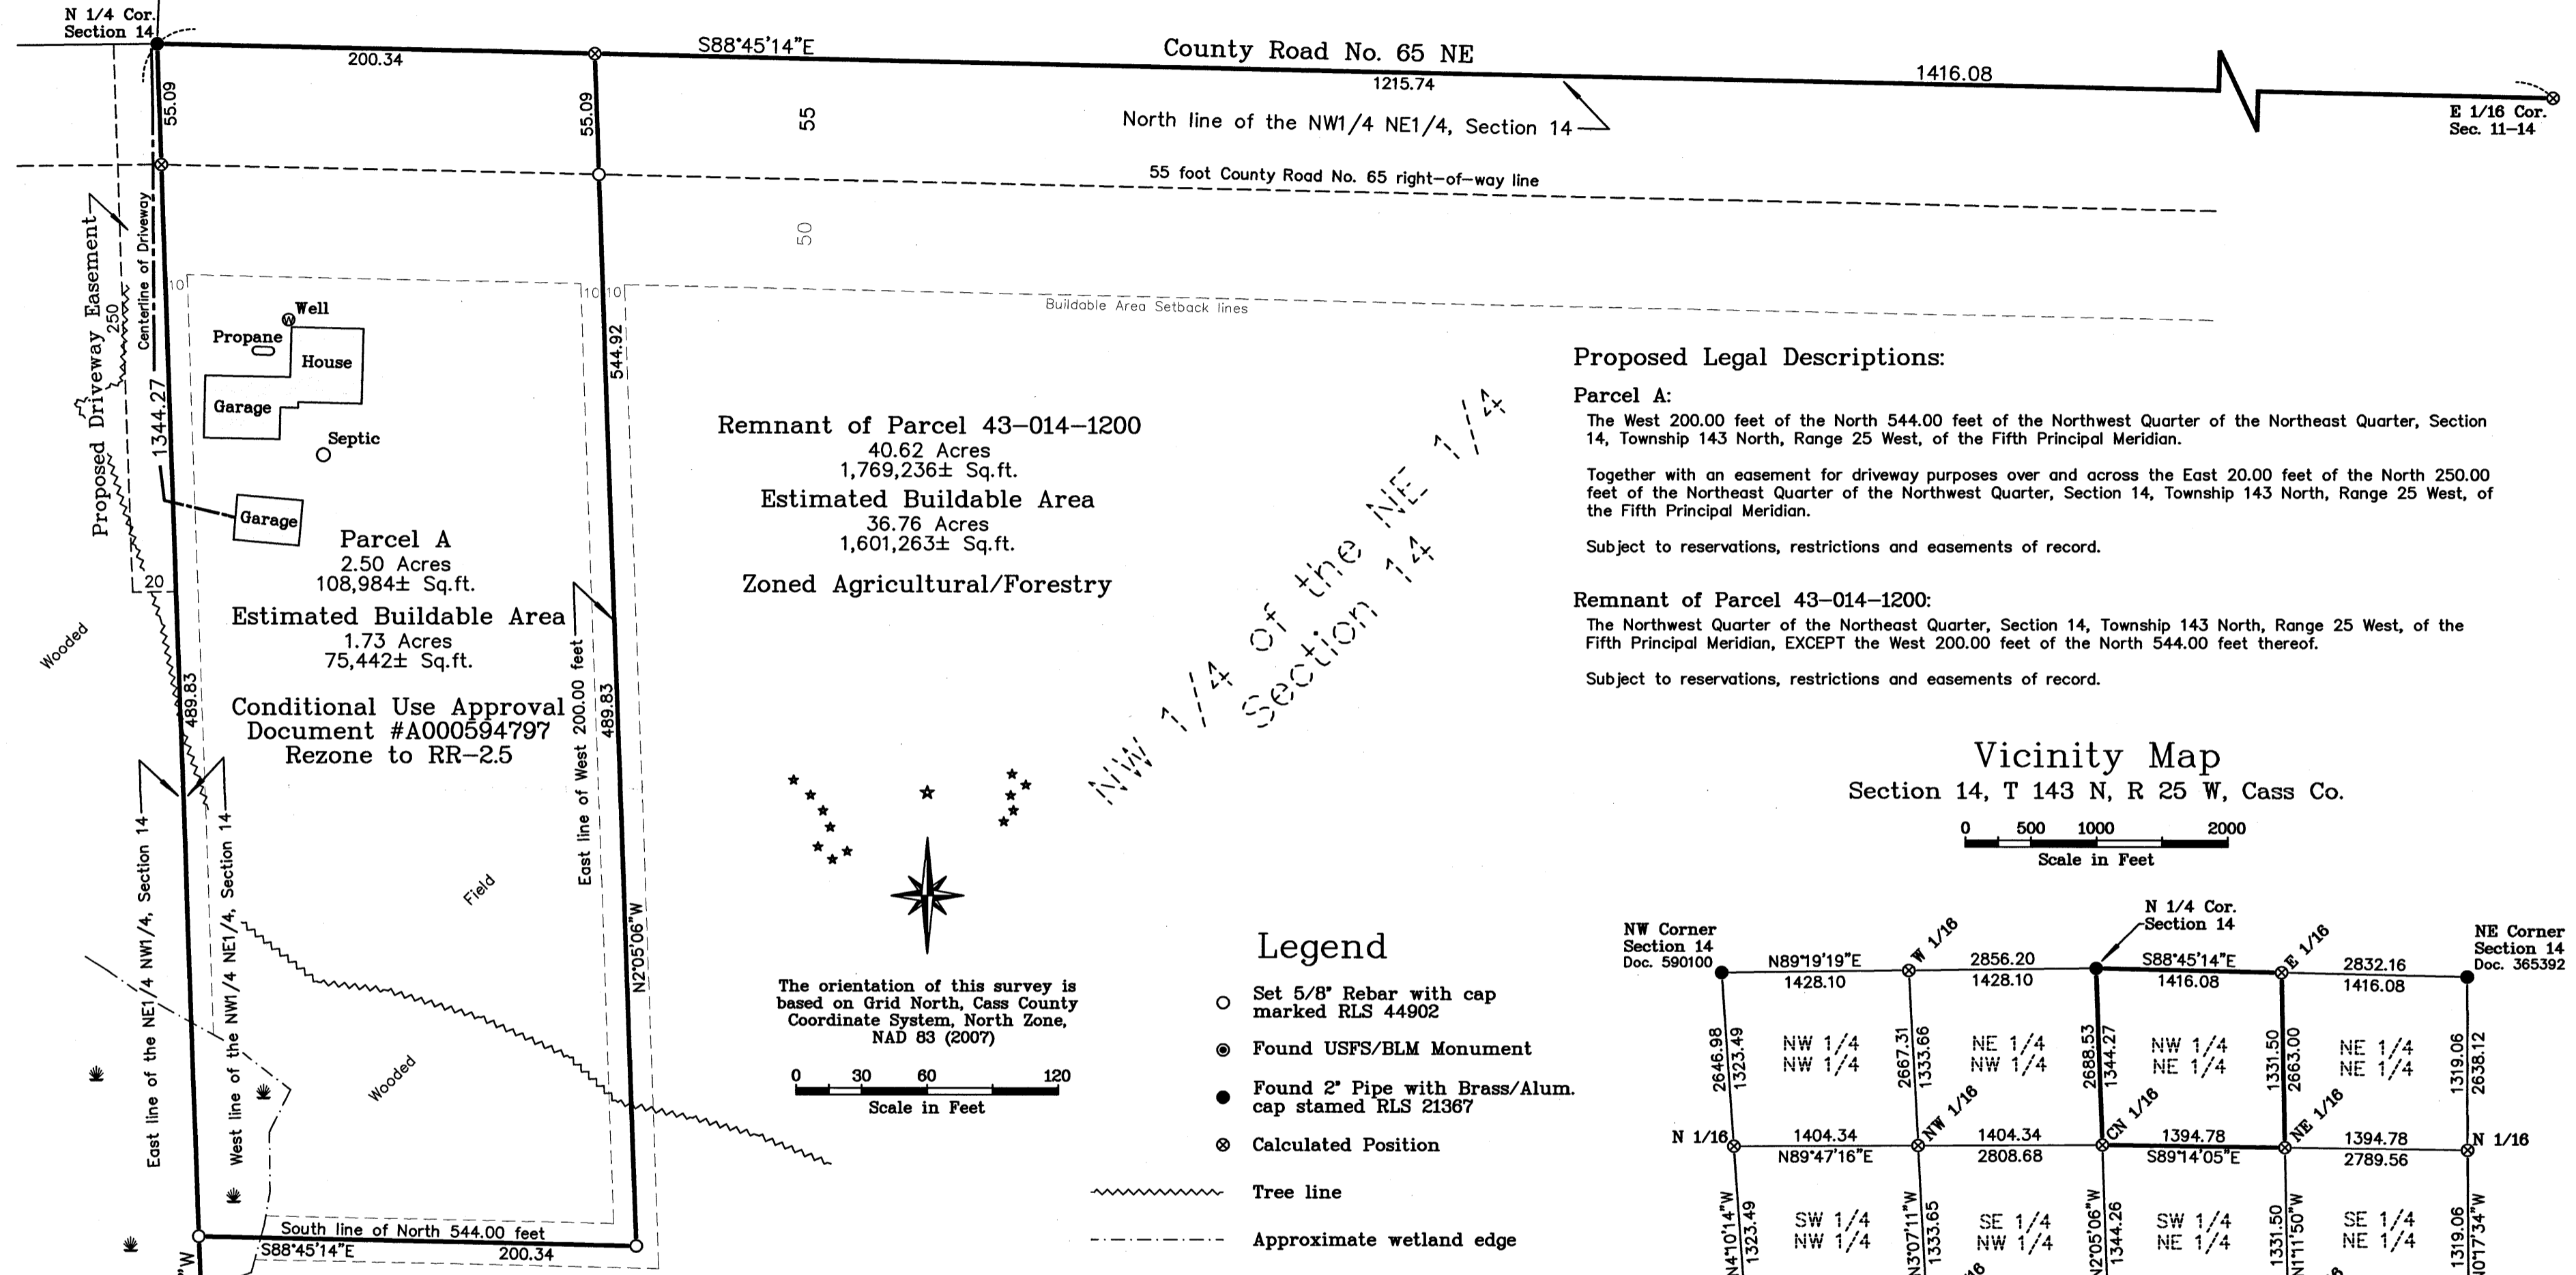 N 1/4 Cor.
Section 14
200.34
S88°45'14"E
County Road No. 65 NE
1215.74
1416.08
E 1/16 Cor.
Sec. 11-14
North line of the NW1/4 NE1/4, Section 14
55.09
55.09
55
55 foot County Road No. 65 right-of-way line
50
Buildable Area Setback lines
10
10
10
Proposed Driveway Easement
250
Centerline of Driveway
1344.27
20
Well
Propane
House
Garage
Septic
Garage
Parcel A
2.50 Acres
108,984± Sq.ft.
Estimated Buildable Area
1.73 Acres
75,442± Sq.ft.
Conditional Use Approval
Document #A000594797
Rezone to RR-2.5
Wooded
489.83
East line of the NE1/4 NW1/4, Section 14
West line of the NW1/4 NE1/4, Section 14
Field
Wooded
East line of West 200.00 feet
544.92
489.83
N2°05'06"W
South line of North 544.00 feet
S88°45'14"E
200.34
"W
Remnant of Parcel 43-014-1200
40.62 Acres
1,769,236± Sq.ft.
Estimated Buildable Area
36.76 Acres
1,601,263± Sq.ft.
Zoned Agricultural/Forestry
NW 1/4 of the NE 1/4
Section 14
The orientation of this survey is
based on Grid North, Cass County
Coordinate System, North Zone,
NAD 83 (2007)
0 30 60 120
Scale in Feet
Legend
Set 5/8" Rebar with cap
marked RLS 44902
Found USFS/BLM Monument
Found 2" Pipe with Brass/Alum.
cap stamed RLS 21367
Calculated Position
Tree line
Approximate wetland edge
Proposed Legal Descriptions:
Parcel A:
The West 200.00 feet of the North 544.00 feet of the Northwest Quarter of the Northeast Quarter, Section
14, Township 143 North, Range 25 West, of the Fifth Principal Meridian.
Together with an easement for driveway purposes over and across the East 20.00 feet of the North 250.00
feet of the Northeast Quarter of the Northwest Quarter, Section 14, Township 143 North, Range 25 West, of
the Fifth Principal Meridian.
Subject to reservations, restrictions and easements of record.
Remnant of Parcel 43-014-1200:
The Northwest Quarter of the Northeast Quarter, Section 14, Township 143 North, Range 25 West, of the
Fifth Principal Meridian, EXCEPT the West 200.00 feet of the North 544.00 feet thereof.
Subject to reservations, restrictions and easements of record.
Vicinity Map
Section 14, T 143 N, R 25 W, Cass Co.
0 500 1000 2000
Scale in Feet
NW Corner
Section 14
Doc. 590100
W 1/16
N 1/4 Cor.
Section 14
E 1/16
NE Corner
Section 14
Doc. 365392
N89°19'19"E
1428.10
2856.20
1428.10
S88°45'14"E
1416.08
2832.16
1416.08
2646.98
1323.49
NW 1/4
NW 1/4
2667.31
1333.66
NE 1/4
NW 1/4
2688.53
1344.27
NW 1/4
NE 1/4
1331.50
2663.00
NE 1/4
NE 1/4
1319.06
2638.12
N 1/16
NW 1/16
CN 1/16
NE 1/16
N 1/16
1404.34
N89°47'16"E
1404.34
2808.68
1394.78
S89°14'05"E
1394.78
2789.56
N4°10'14"W
1323.49
SW 1/4
NW 1/4
N3°07'11"W
1333.65
SE 1/4
NW 1/4
N2°05'06"W
1344.26
SW 1/4
NE 1/4
1331.50
N1°11'50"W
SE 1/4
NE 1/4
1319.06
N0°17'34"W